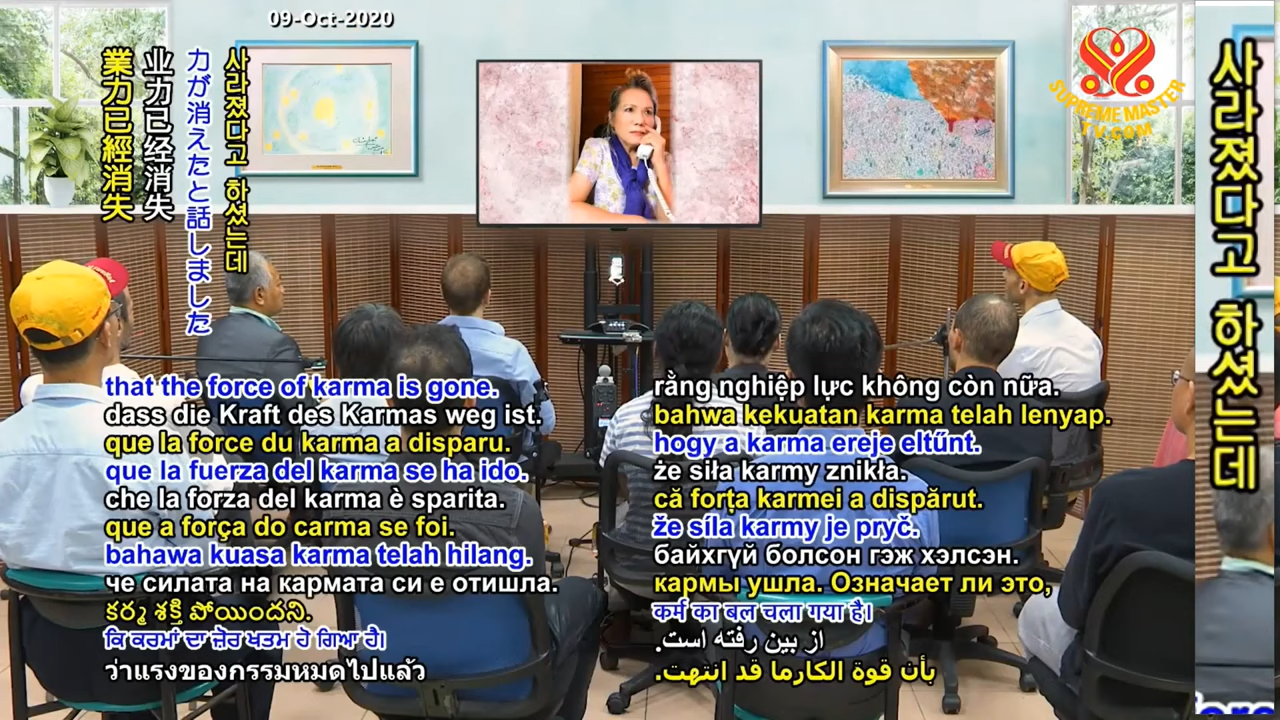 09-Oct-2020
SUPREME MASTER
TV.COM
사라졌다고 하셨는데
力が消えたと話しました
业力已经消失
業力已經消失
that the force of karma is gone.
dass die Kraft des Karmas weg ist.
que la force du karma a disparu.
que la fuerza del karma se ha ido.
che la forza del karma è sparita.
que a força do carma se foi.
bahawa kuasa karma telah hilang.
че силата на кармата си е отишла.
కర్మ శక్తి పోయిందని.
ਕਿ ਕਰਮਾਂ ਦਾ ਜ਼ੋਰ ਖਤਮ ਹੋ ਗਿਆ ਹੈ।
ว่าแรงของกรรมหมดไปแล้ว
rằng nghiệp lực không còn nữa.
bahwa kekuatan karma telah lenyap.
hogy a karma ereje eltűnt.
że siła karmy znikła.
că forța karmei a dispărut.
že síla karmy je pryč.
байхгүй болсон гэж хэлсэн.
кармы ушла. Означает ли это,
कर्म का बल चला गया है।
از بین رفته است.
بأن قوة الكارما قد انتهت.
사라졌다고 하셨는데